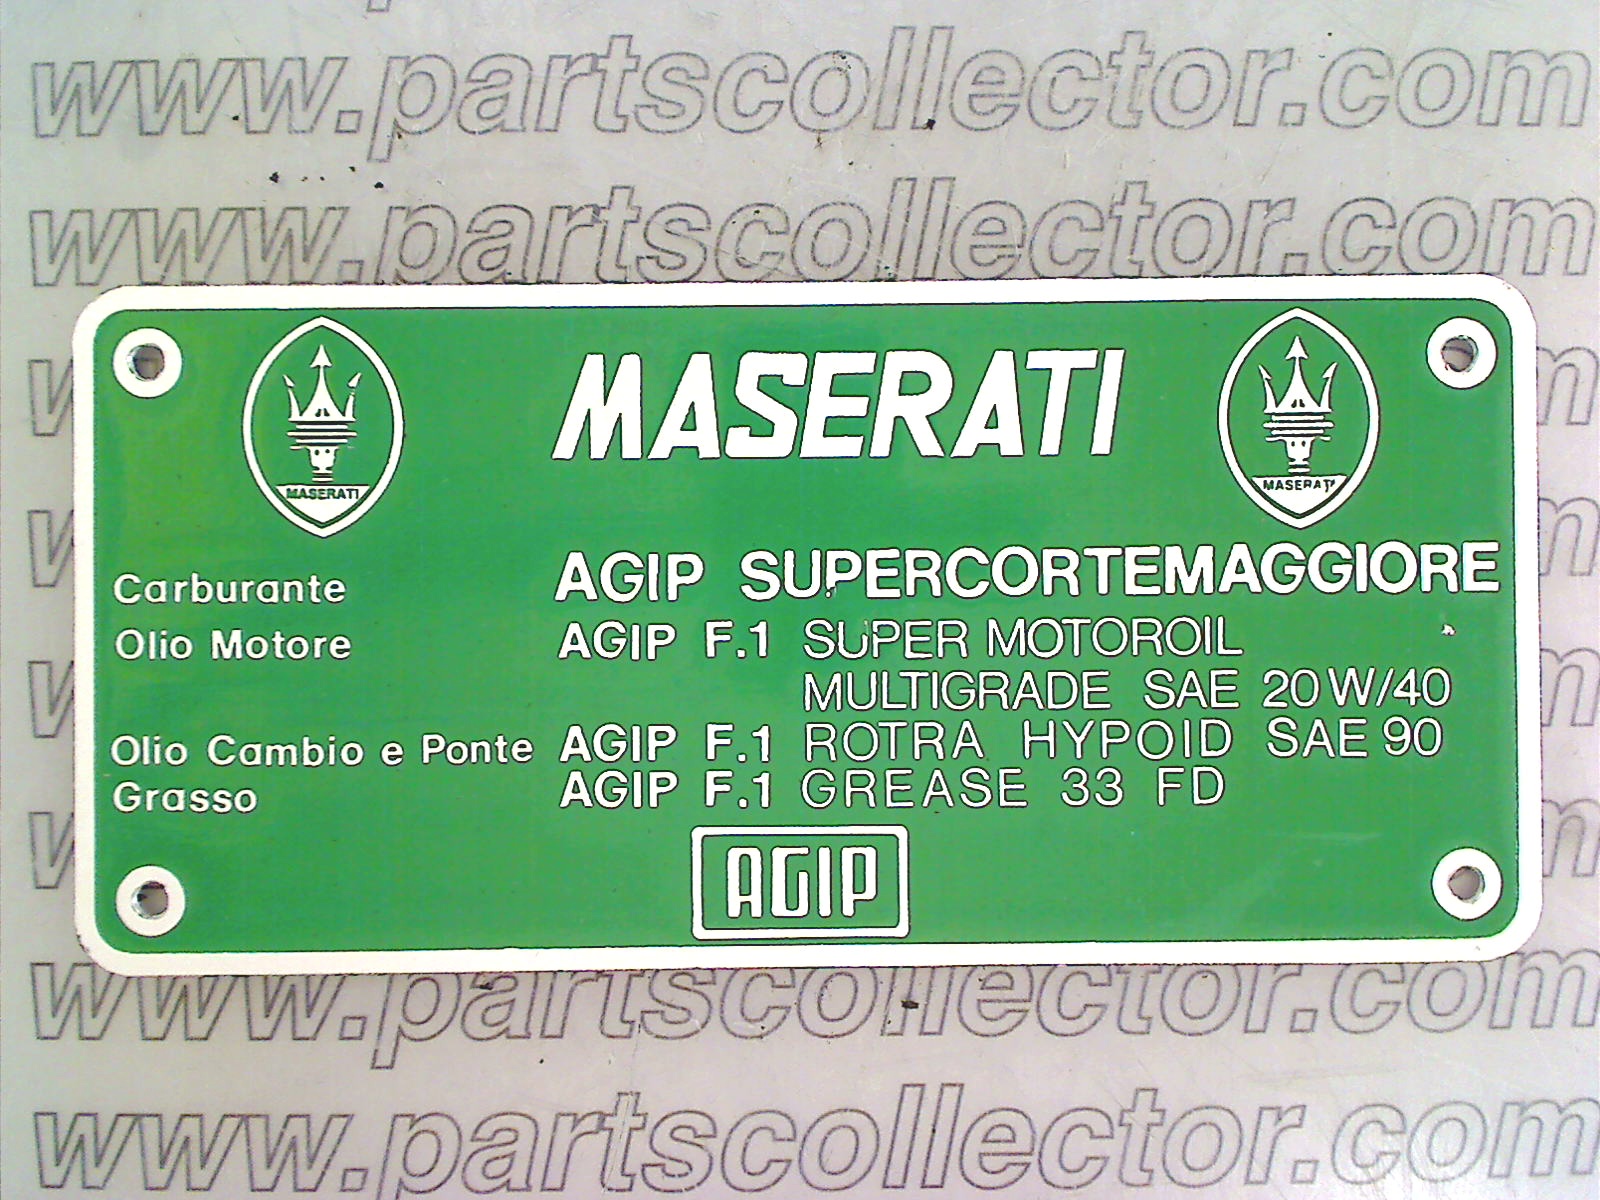 www.partscollector.com
www.partscollector.com
MASERATI
MASERATI
MASERATI
Carburante AGIP SUPERCORTEMAGGIORE
Olio Motore AGIP F.1 SUPER MOTOROIL
MULTIGRADE SAE 20W/40
Olio Cambio e Ponte AGIP F.1 ROTRA HYPOID SAE 90
Grasso AGIP F.1 GREASE 33 FD
AGIP
www.partscollector.com
www.partscollector.com